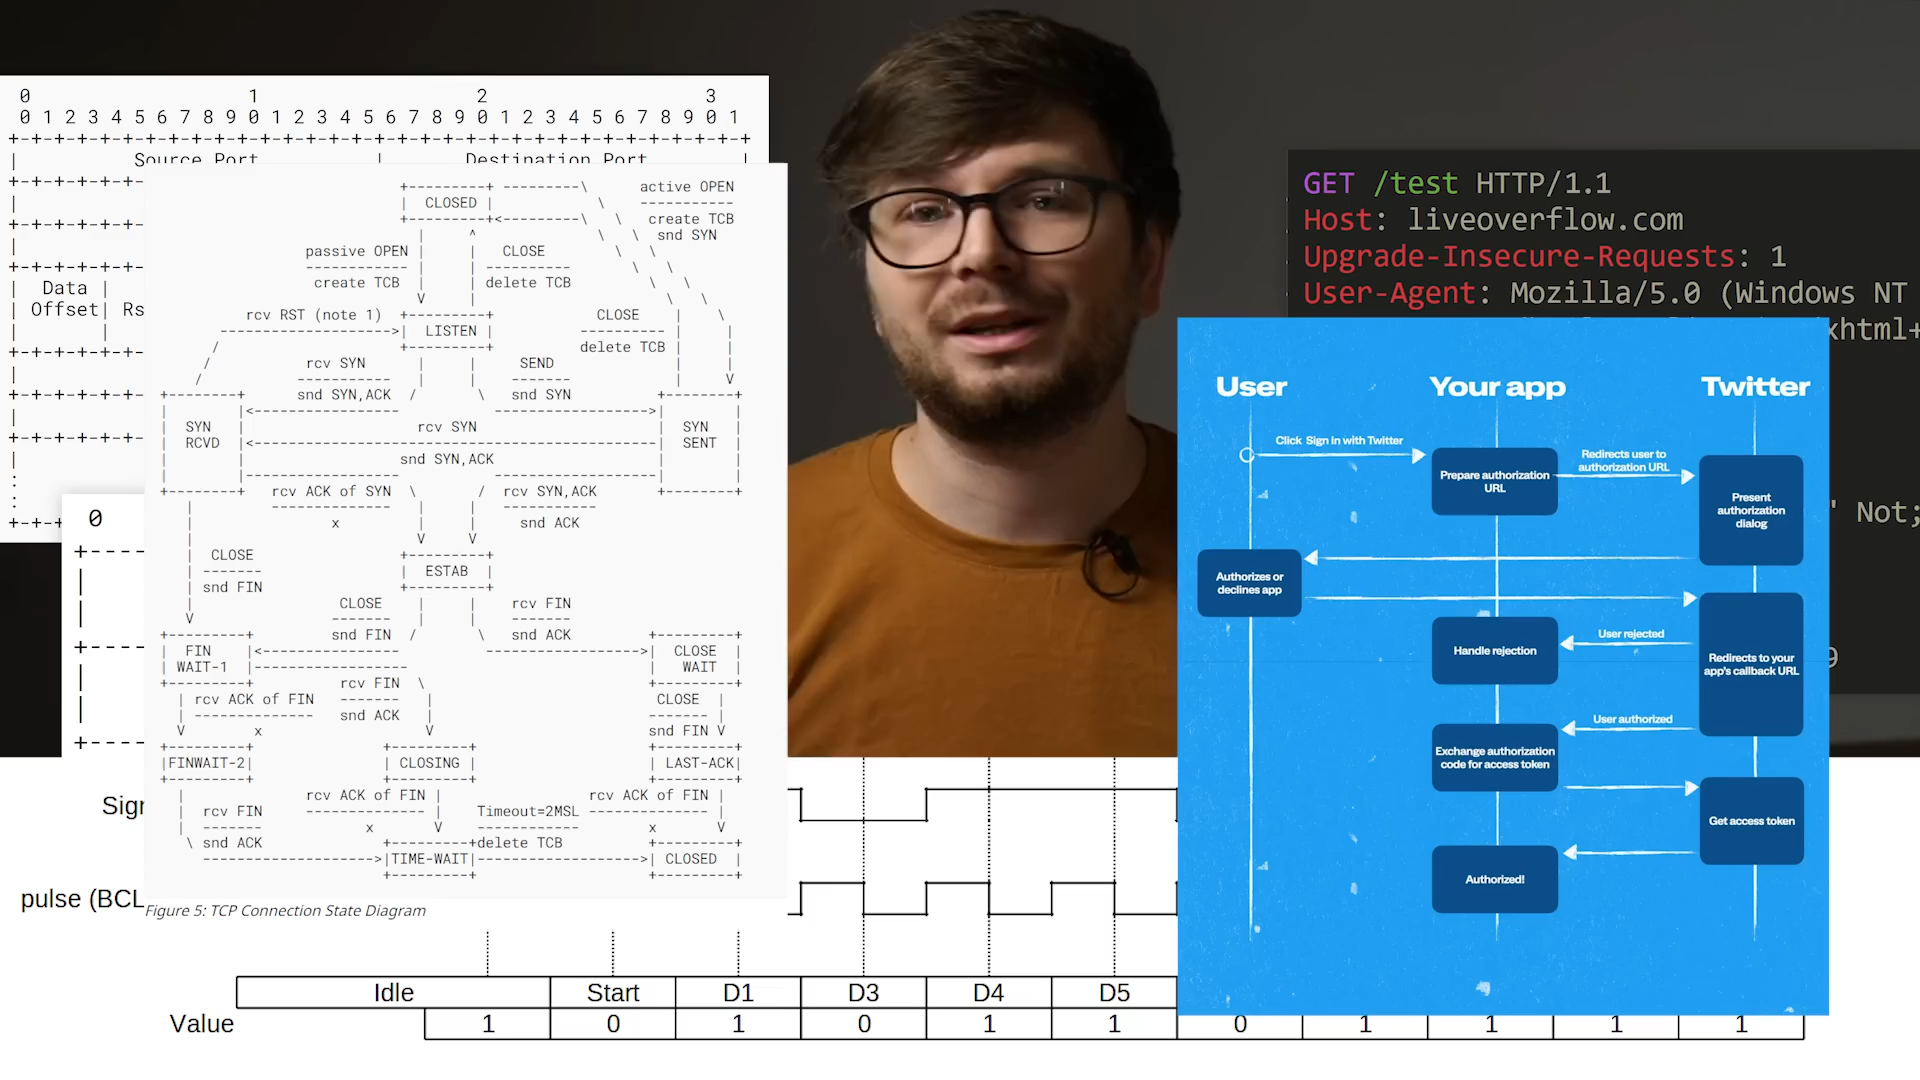 0 1 2 3
0 1 2 3 4 5 6 7 8 9 0 1 2 3 4 5 6 7 8 9 0 1 2 3 4 5 6 7 8 9 0 1
+-+-+-+-+-+-+-+-+-+-+-+-+-+-+-+-+-+-+-+-+-+-+-+-+-+-+-+-+-+-+-+-+
| Source Port | Destination Port |
Data
Offset| Rs
0
active OPEN
CLOSED
create TCB
snd SYN
passive OPEN
CLOSE
create TCB
delete TCB
rcv RST (note 1)
CLOSE
LISTEN
delete TCB
rcv SYN
SEND
snd SYN,ACK
snd SYN
SYN
RCVD
rcv SYN
SYN
SENT
snd SYN,ACK
rcv ACK of SYN
rcv SYN,ACK
x
snd ACK
CLOSE
ESTAB
snd FIN
CLOSE
rcv FIN
snd FIN
snd ACK
FIN
WAIT-1
CLOSE
WAIT
rcv FIN
rcv ACK of FIN
CLOSE
snd ACK
x
snd FIN
FINWAIT-2
CLOSING
LAST-ACK
rcv ACK of FIN
rcv ACK of FIN
rcv FIN
Timeout=2MSL
x
x
snd ACK
delete TCB
TIME-WAIT
CLOSED
Figure 5: TCP Connection State Diagram
GET /test HTTP/1.1
Host: liveoverflow.com
Upgrade-Insecure-Requests: 1
User-Agent: Mozilla/5.0 (Windows NT
xhtml+
" Not;
9
User
Your app
Twitter
Click Sign in with Twitter
Prepare authorization
URL
Redirects user to
authorization URL
Present
authorization
dialog
Authorizes or
declines app
Handle rejection
User rejected
Redirects to your
app's callback URL
User authorized
Exchange authorization
code for access token
Get access token
Authorized!
Sign
pulse (BCL
Idle Start D1 D3 D4 D5
Value 1 0 1 0 1 1 0 1 1 1 1